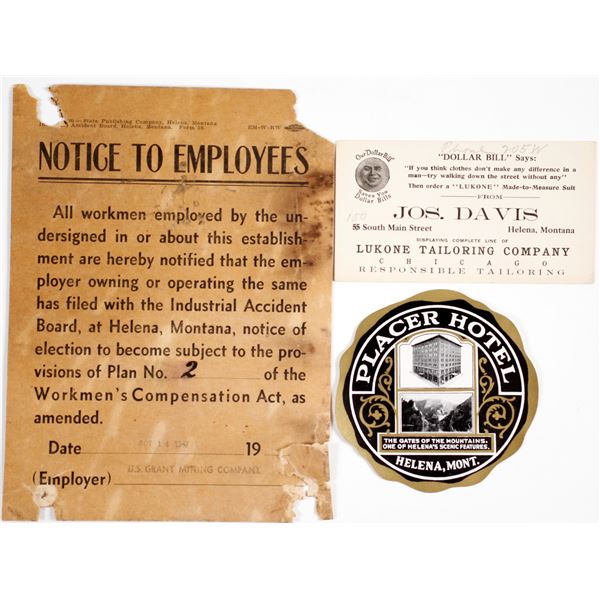 State Publishing Company, Helena, Montana
Accident Board, Helena, Montana. Form 18
EM-W-RW
NOTICE TO EMPLOYEES
All workmen employed by the un-
dersigned in or about this establish-
ment are hereby notified that the em-
ployer owning or operating the same
has filed with the Industrial Accident
Board, at Helena, Montana, notice of
election to become subject to the pro-
visions of Plan No. 2 of the
Workmen's Compensation Act, as
amended.
Date 14 19
(Employer) U.S. GRANT MINING COMPANY
Phone 205W
Our "Dollar Bill"
Saves You
Dollar Bills
"DOLLAR BILL" Says:
"If you think clothes don't make any difference in a
man—try walking down the street without any"
Then order a "LUKONE" Made-to-Measure Suit
FROM
JOS. DAVIS
South Main Street Helena, Montana
DISPLAYING COMPLETE LINE OF
LUKONE TAILORING COMPANY
CHICAGO
RESPONSIBLE TAILORING
PLACER HOTEL
THE GATES OF THE MOUNTAINS.
ONE OF HELENA'S SCENIC FEATURES.
HELENA, MONT.